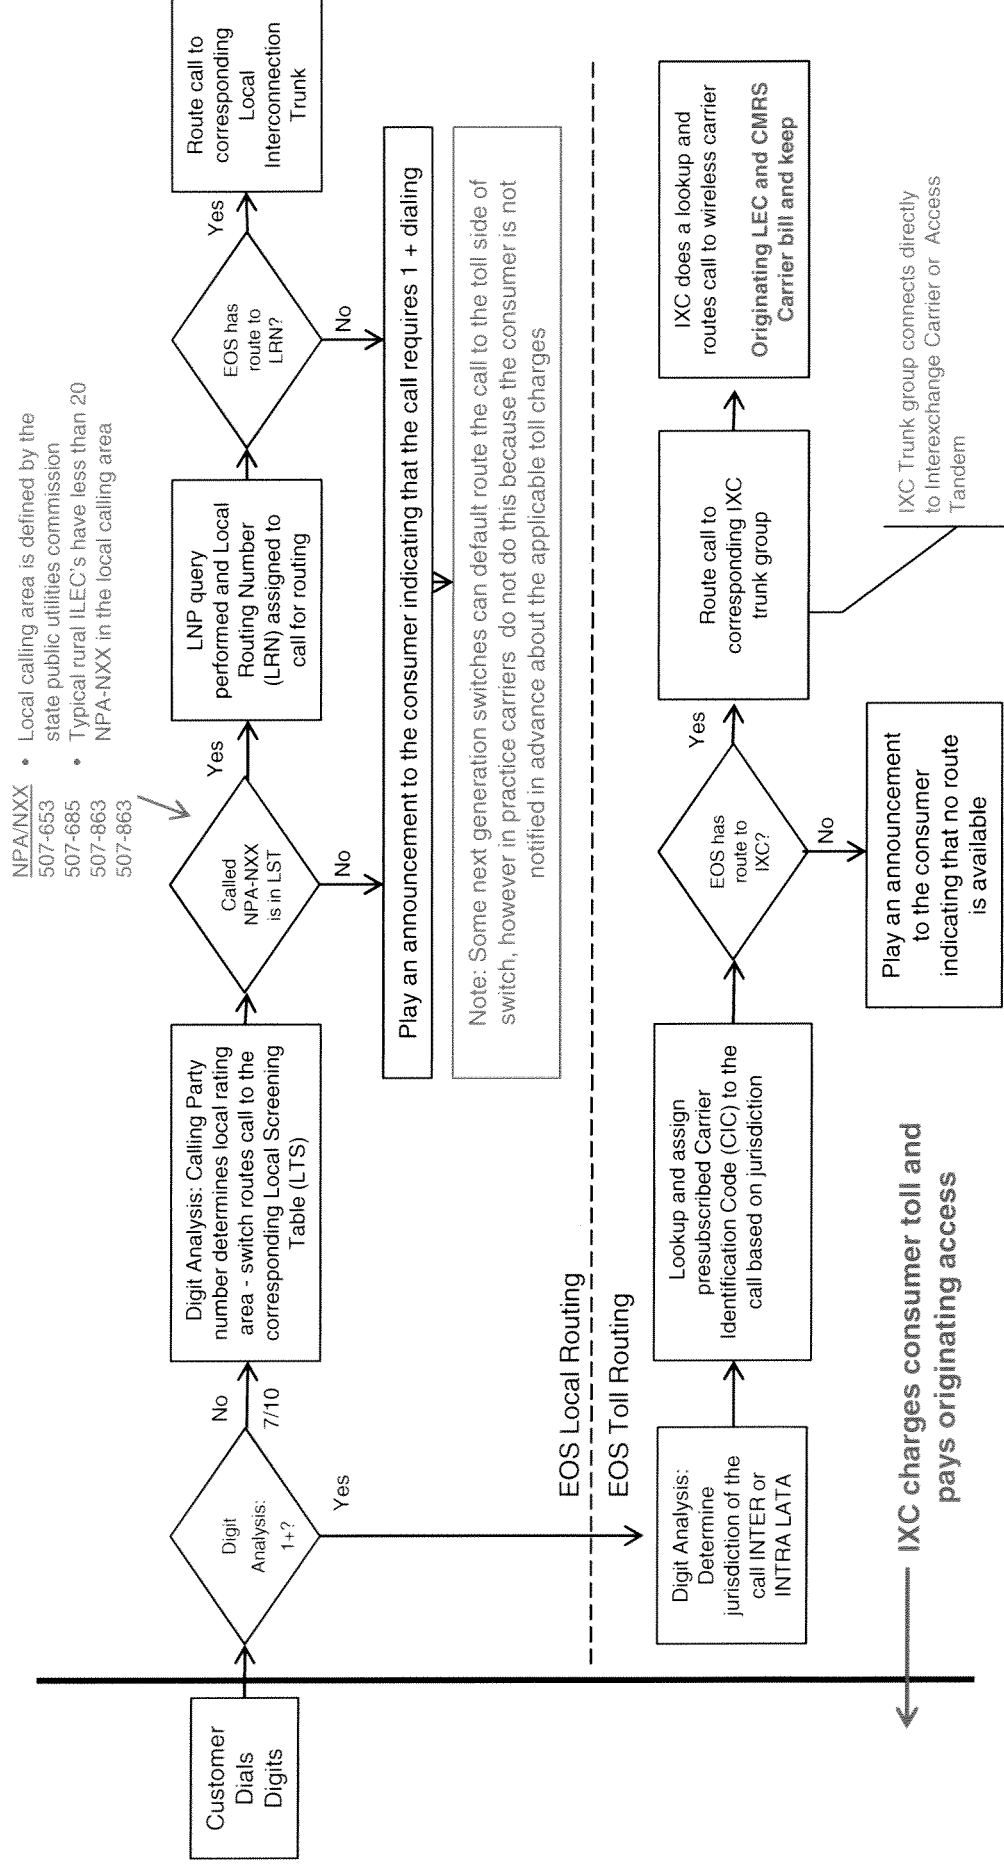 NPA/NXX
507-653
507-685
507-863
507-863
• Local calling area is defined by the
state public utilities commission
• Typical rural ILEC's have less than 20
NPA-NXX in the local calling area
Customer
Dials
Digits
Digit
Analysis:
1+?
No
7/10
Yes
Digit Analysis: Calling Party
number determines local rating
area - switch routes call to the
corresponding Local Screening
Table (LTS)
Called
NPA-NXX
is in LST
Yes
No
LNP query
performed and Local
Routing Number
(LRN) assigned to
call for routing
EOS has
route to
LRN?
Yes
No
Route call to
corresponding
Local
Interconnection
Trunk
Play an announcement to the consumer indicating that the call requires 1 + dialing
Note: Some next generation switches can default route the call to the toll side of
switch, however in practice carriers do not do this because the consumer is not
notified in advance about the applicable toll charges
EOS Local Routing
EOS Toll Routing
Digit Analysis:
Determine
jurisdiction of the
call INTER or
INTRA LATA
Lookup and assign
presubscribed Carrier
Identification Code (CIC) to the
call based on jurisdiction
EOS has
route to
IXC?
Yes
No
Route call to
corresponding IXC
trunk group
IXC does a lookup and
routes call to wireless carrier
Originating LEC and CMRS
Carrier bill and keep
Play an announcement
to the consumer
indicating that no route
is available
IXC Trunk group connects directly
to Interexchange Carrier or Access
Tandem
IXC charges consumer toll and
pays originating access